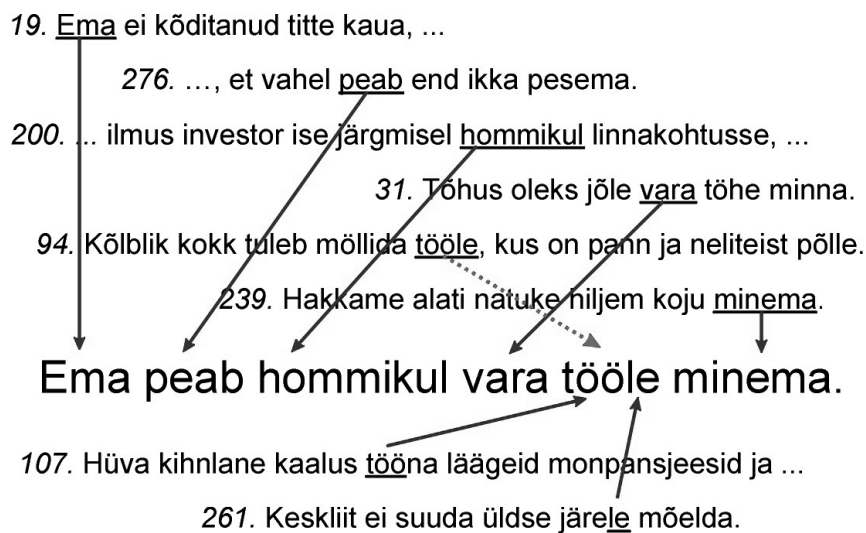 19. Ema ei kõditanud titte kaua, ...
276. ..., et vahel peab end ikka pesema.
200. ... ilmus investor ise järgmisel hommikul linnakohtusse, ...
31. Tõhus oleks jõle vara töhe minna.
94. Kõlblik kokk tuleb möllida tööle, kus on pann ja neliteist põlle.
239. Hakkame alati natuke hiljem koju minema.
Ema peab hommikul vara tööle minema.
107. Hüva kihnlane kaalus tööna läägeid monpansjeesid ja ...
261. Keskliit ei suuda üldse järele mõelda.